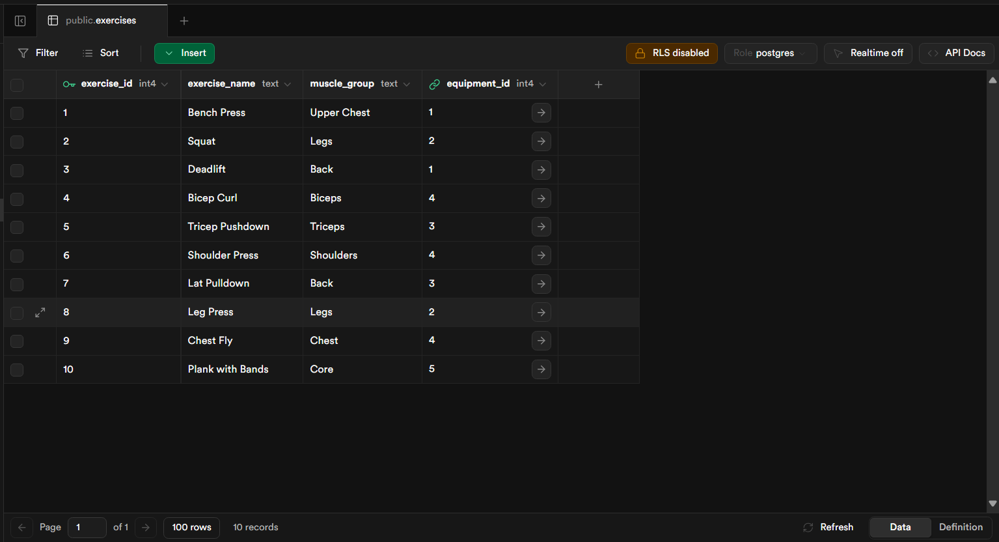 public.exercises
Filter Sort Insert RLS disabled Role postgres Realtime off API Docs
exercise_id int4 exercise_name text muscle_group text equipment_id int4
1 Bench Press Upper Chest 1
2 Squat Legs 2
3 Deadlift Back 1
4 Bicep Curl Biceps 4
5 Tricep Pushdown Triceps 3
6 Shoulder Press Shoulders 4
7 Lat Pulldown Back 3
8 Leg Press Legs 2
9 Chest Fly Chest 4
10 Plank with Bands Core 5
Page 1 of 1 100 rows 10 records Refresh Data Definition